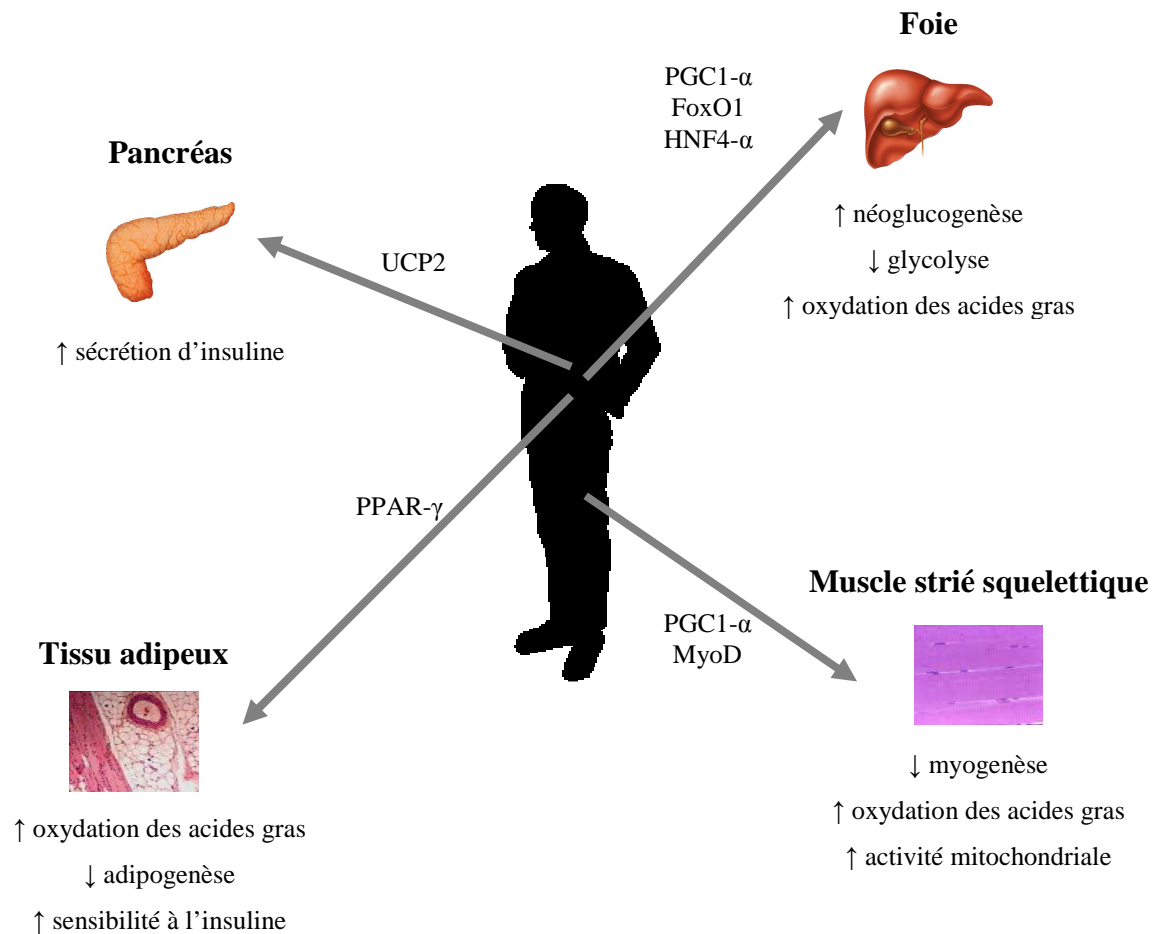 Foie
PGC1-α
FoxO1
HNF4-α
↑ néoglucogenèse
↓ glycolyse
↑ oxydation des acides gras
Pancréas
UCP2
↑ sécrétion d’insuline
PPAR-γ
Tissu adipeux
↑ oxydation des acides gras
↓ adipogenèse
↑ sensibilité à l’insuline
Muscle strié squelettique
PGC1-α
MyoD
↓ myogenèse
↑ oxydation des acides gras
↑ activité mitochondriale